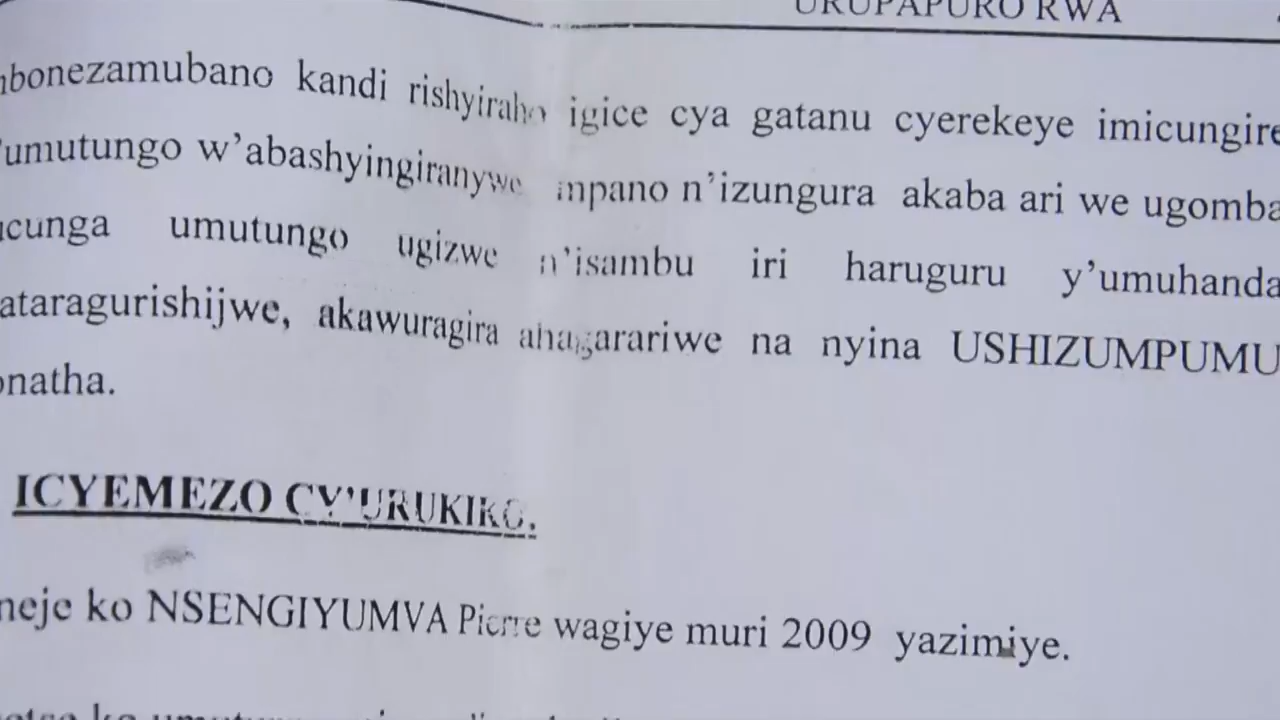 URUPAPURO RWA
mbonezamubano kandi rishyiraho igice cya gatanu cyerekeye imicungire
'umutungo w'abashyingiranywe mpano n'izungura akaba ari we ugomba
cunga umutungo ugizwe n'isambu iri haruguru y'umuhanda
ataragurishijwe, akawuragira ahagarariwe na nyina USHIZUMPUMU
onatha.
ICYEMEZO CY'URUKIKO.
neje ko NSENGIYUMVA Pierre wagiye muri 2009 yazimiye.